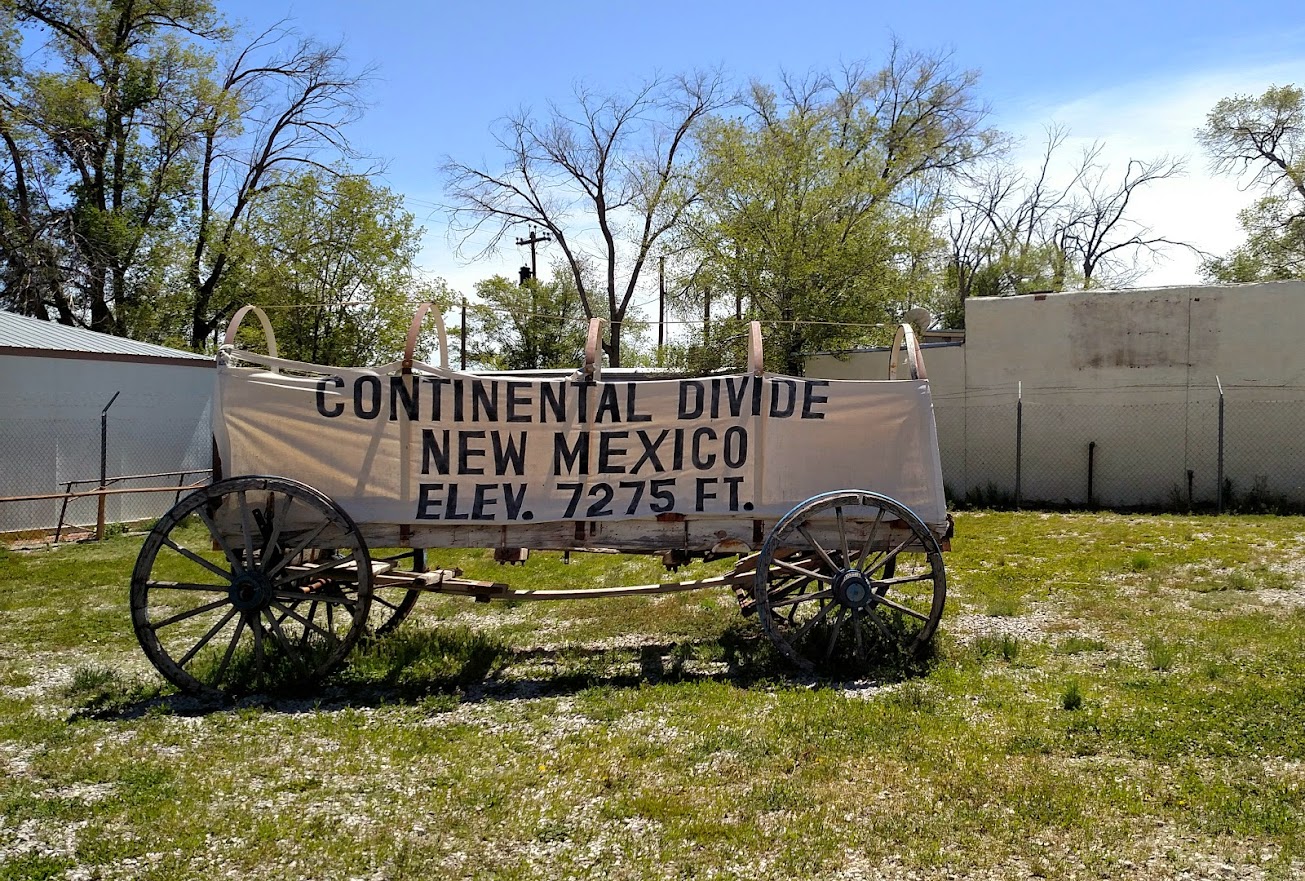 CONTINENTAL DIVIDE
NEW MEXICO
ELEV. 7275 FT.